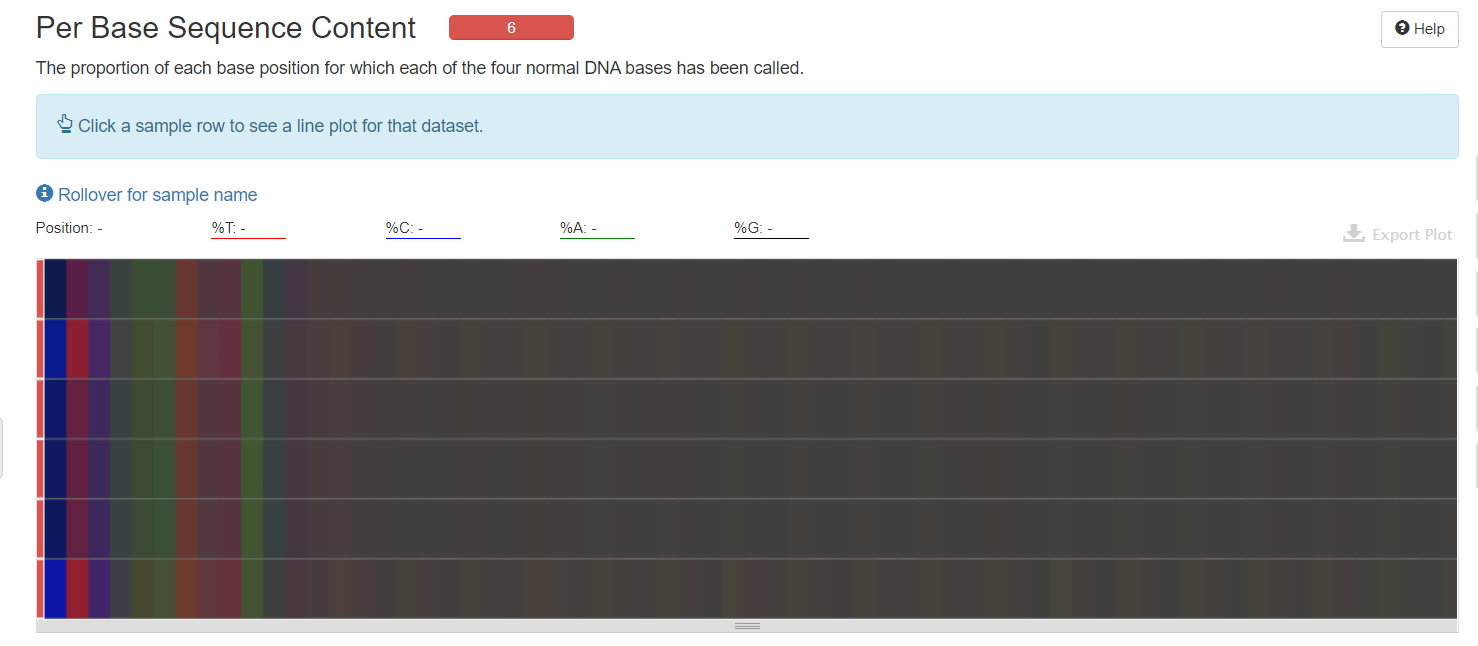 Per Base Sequence Content 6 Help
The proportion of each base position for which each of the four normal DNA bases has been called.
Click a sample row to see a line plot for that dataset.
Rollover for sample name
Position: - %T: - %C: - %A: - %G: - Export Plot